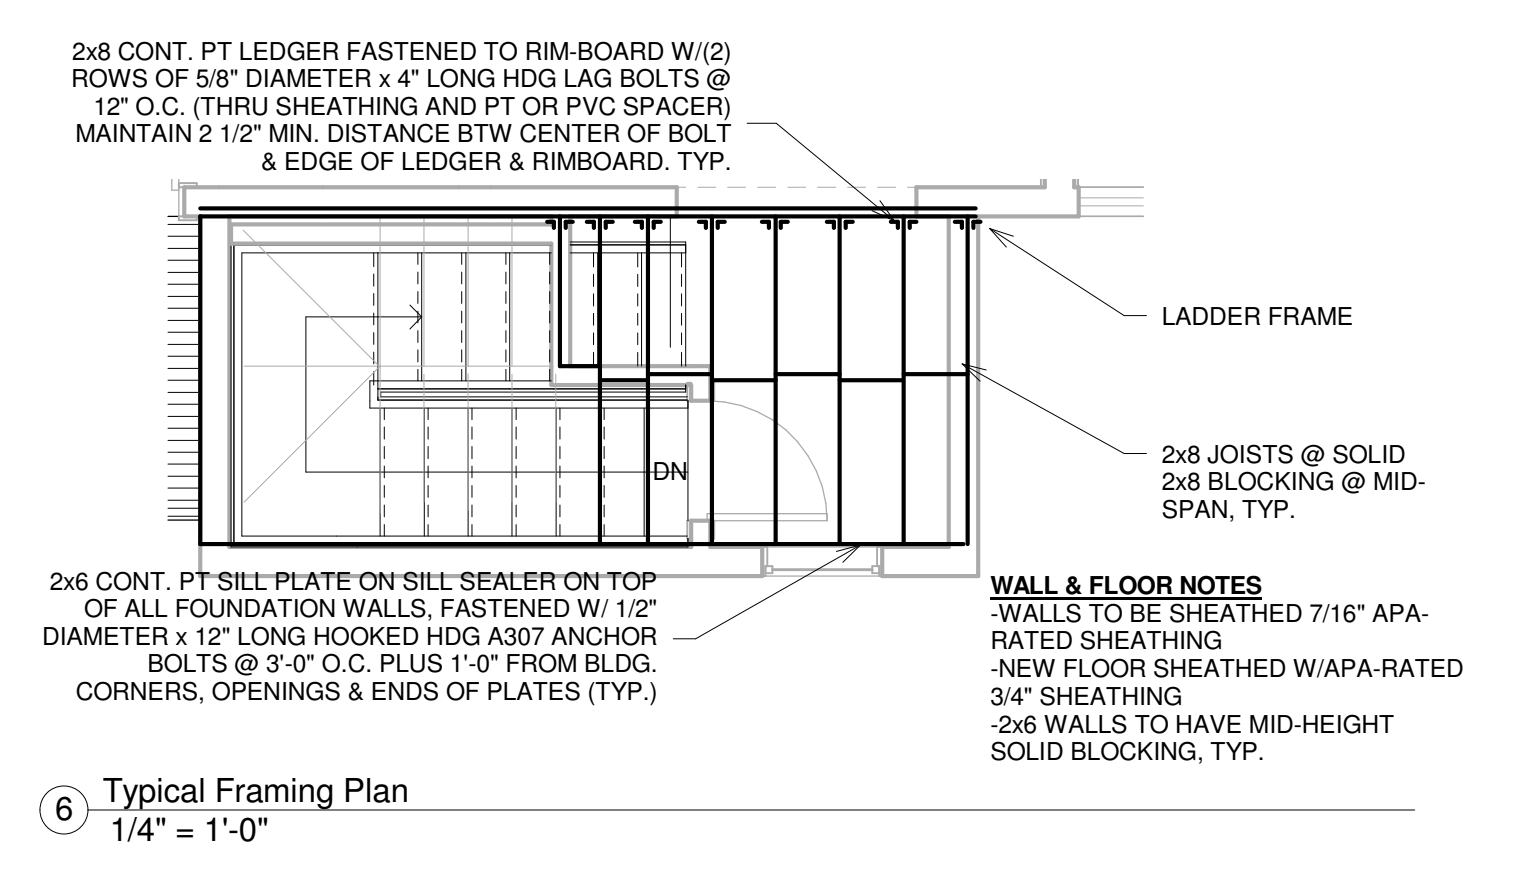 2x8 CONT. PT LEDGER FASTENED TO RIM-BOARD W/(2)
ROWS OF 5/8" DIAMETER x 4" LONG HDG LAG BOLTS @
12" O.C. (THRU SHEATHING AND PT OR PVC SPACER)
MAINTAIN 2 1/2" MIN. DISTANCE BTW CENTER OF BOLT
& EDGE OF LEDGER & RIMBOARD. TYP.
LADDER FRAME
2x8 JOISTS @ SOLID
2x8 BLOCKING @ MID-
SPAN, TYP.
DN
2x6 CONT. PT SILL PLATE ON SILL SEALER ON TOP
OF ALL FOUNDATION WALLS, FASTENED W/ 1/2"
DIAMETER x 12" LONG HOOKED HDG A307 ANCHOR
BOLTS @ 3'-0" O.C. PLUS 1'-0" FROM BLDG.
CORNERS, OPENINGS & ENDS OF PLATES (TYP.)
WALL & FLOOR NOTES
-WALLS TO BE SHEATHED 7/16" APA-
RATED SHEATHING
-NEW FLOOR SHEATHED W/APA-RATED
3/4" SHEATHING
-2x6 WALLS TO HAVE MID-HEIGHT
SOLID BLOCKING, TYP.
6 Typical Framing Plan
1/4" = 1'-0"